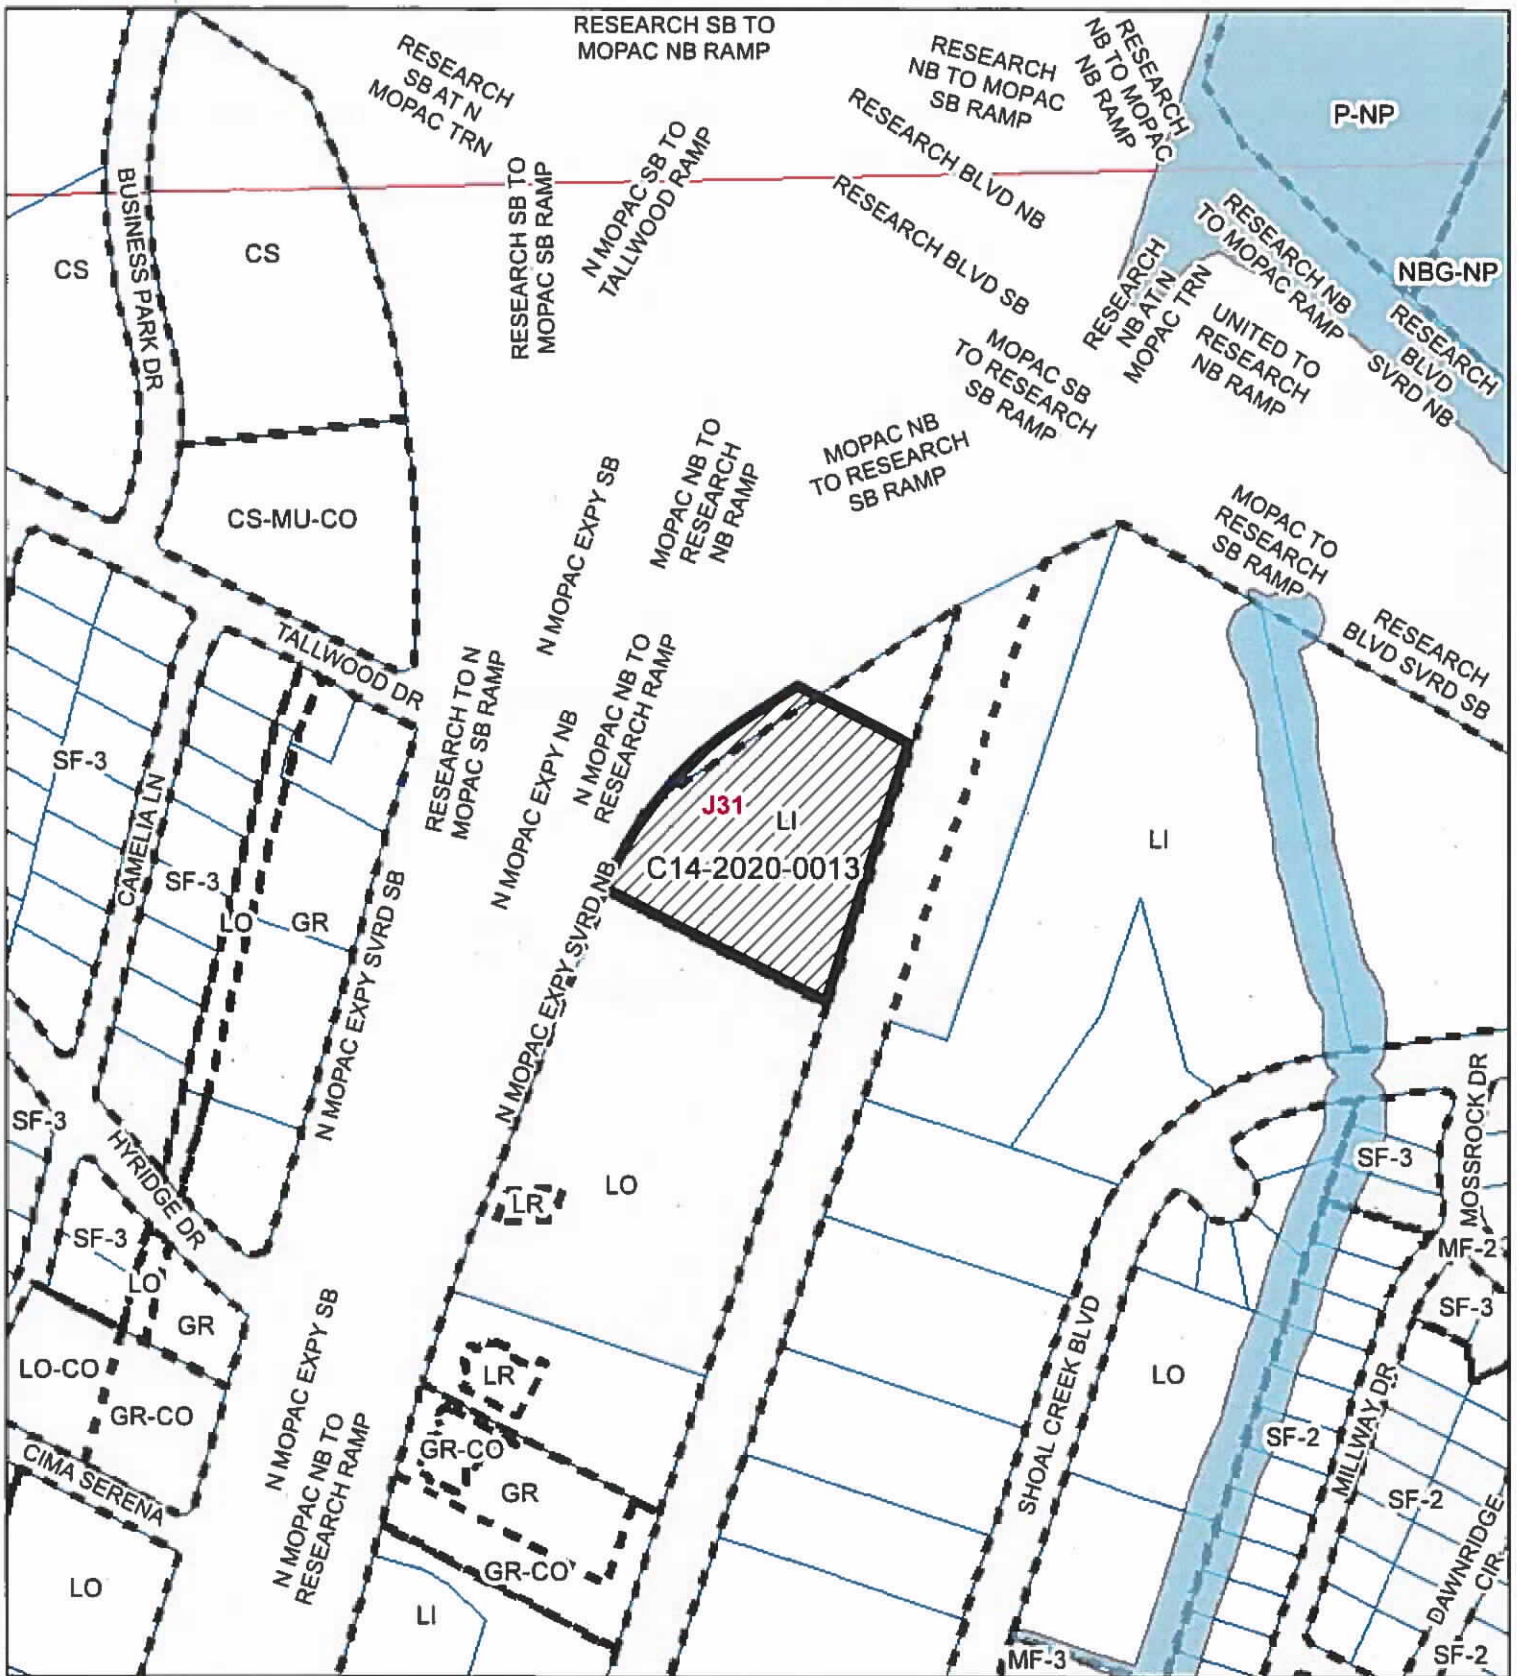 RESEARCH SB TO
MOPAC NB RAMP
RESEARCH
SB AT N
MOPAC TRN
RESEARCH
NB TO MOPAC
SB RAMP
RESEARCH
NB TO MOPAC
NB RAMP
P-NP
RESEARCH BLVD NB
N MOPAC SB TO
TALLWOOD RAMP
RESEARCH SB TO
MOPAC SB RAMP
BUSINESS PARK DR
CS
CS
RESEARCH BLVD SB
RESEARCH
NB AT N
MOPAC TRN
RESEARCH NB
TO MOPAC RAMP
NBG-NP
UNITED TO
RESEARCH
NB RAMP
RESEARCH
BLVD
SVRD NB
MOPAC SB
TO RESEARCH
SB RAMP
MOPAC NB
TO RESEARCH
SB RAMP
MOPAC NB TO
RESEARCH
NB RAMP
N MOPAC EXPY SB
CS-MU-CO
MOPAC TO
RESEARCH
SB RAMP
RESEARCH
BLVD SVRD SB
TALLWOOD DR
RESEARCH TO N
MOPAC SB RAMP
N MOPAC NB TO
RESEARCH RAMP
N MOPAC EXPY NB
SF-3
CAMELIA LN
SF-3
LO
GR
N MOPAC EXPY SVRD SB
J31
LI
C14-2020-0013
LI
N MOPAC EXPY SVRD NB
SF-3
HYRIDGE DR
LR
LO
SF-3
MOSSROCK DR
MF-2
SF-3
SF-3
LO
GR
LO-CO
GR-CO
CIMA SERENA
LO
N MOPAC EXPY SB
N MOPAC NB TO
RESEARCH RAMP
LR
GR-CO
GR
GR-CO
LI
SHOAL CREEK BLVD
LO
SF-2
MILLWAY DR
SF-2
DAWNRIDGE
CIR
SF-2
MF-3